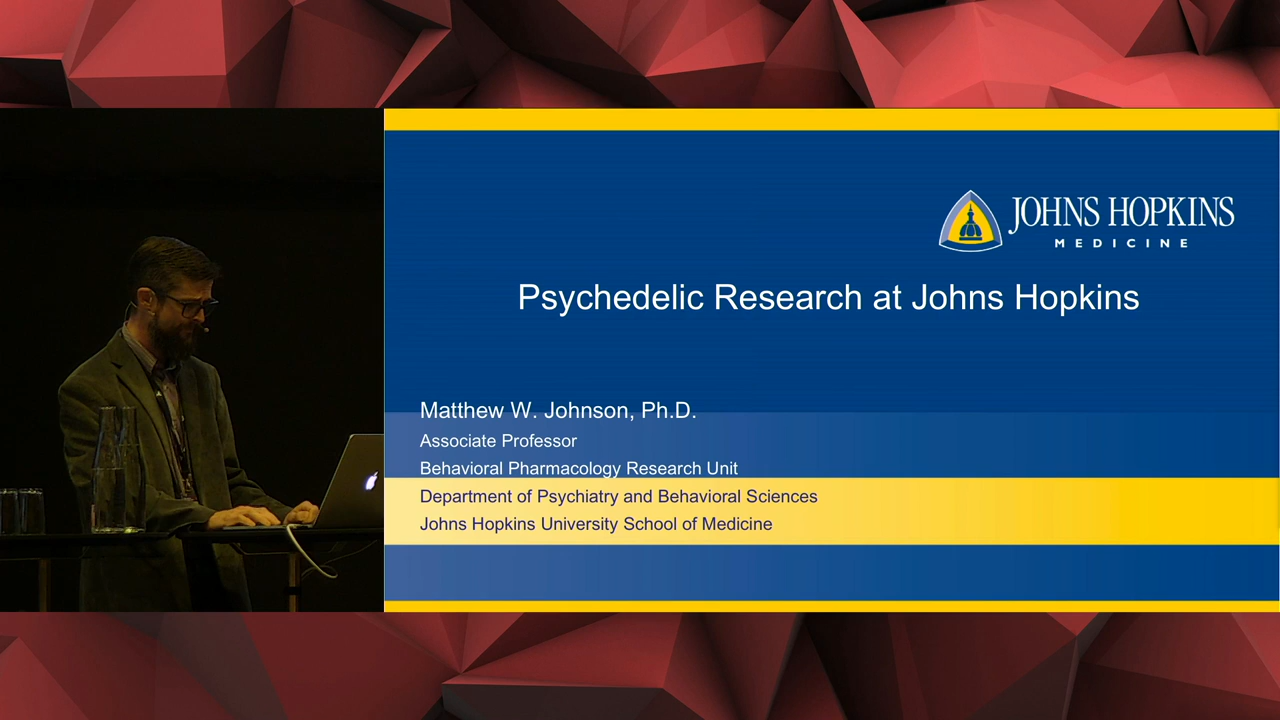 JOHNS HOPKINS
MEDICINE
Psychedelic Research at Johns Hopkins
Matthew W. Johnson, Ph.D.
Associate Professor
Behavioral Pharmacology Research Unit
Department of Psychiatry and Behavioral Sciences
Johns Hopkins University School of Medicine